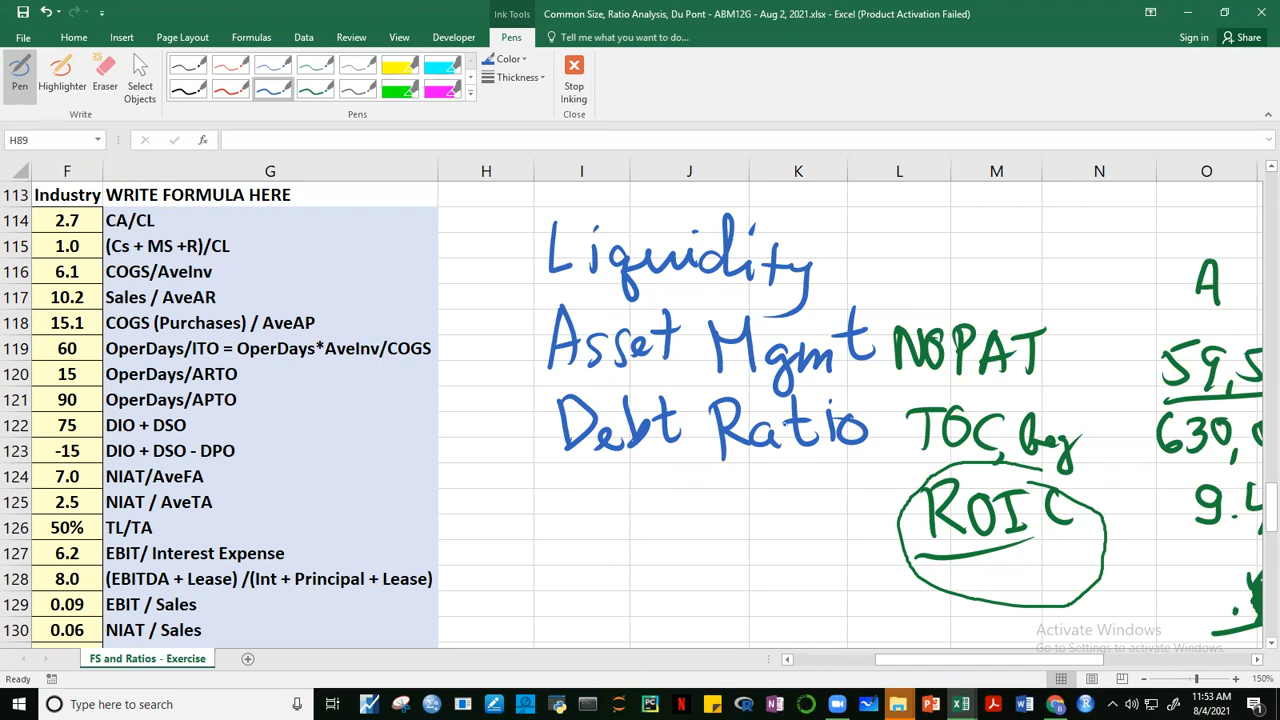 Ink Tools
Common Size, Ratio Analysis, Du Pont - ABM12G - Aug 2, 2021.xlsx - Excel (Product Activation Failed)
File Home Insert Page Layout Formulas Data Review View Developer Pens Tell me what you want to do... Sign in Share
Pen Highlighter Eraser Select Objects
Color
Thickness
Stop Inking
Write Pens Close
H89 fx
F G H I J K L M N O
113 Industry WRITE FORMULA HERE
114 2.7 CA/CL
115 1.0 (Cs + MS +R)/CL
116 6.1 COGS/AveInv
117 10.2 Sales / AveAR
118 15.1 COGS (Purchases) / AveAP
119 60 OperDays/ITO = OperDays*AveInv/COGS
120 15 OperDays/ARTO
121 90 OperDays/APTO
122 75 DIO + DSO
123 -15 DIO + DSO - DPO
124 7.0 NIAT/AveFA
125 2.5 NIAT / AveTA
126 50% TL/TA
127 6.2 EBIT/ Interest Expense
128 8.0 (EBITDA + Lease) /(Int + Principal + Lease)
129 0.09 EBIT / Sales
130 0.06 NIAT / Sales
Liquidity
Asset Mgmt
Debt Ratio
NOPAT
TOC, Beg
ROIC
A
59,5
630,0
9.4
Activate Windows
Go to Settings to activate Windows.
FS and Ratios - Exercise
Ready 150%
Type here to search
11:53 AM
8/4/2021